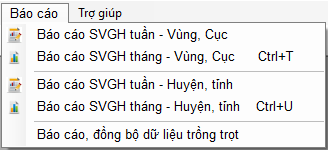 Báo cáo Trợ giúp
Báo cáo SVGH tuần - Vùng, Cục
Báo cáo SVGH tháng - Vùng, Cục Ctrl+T
Báo cáo SVGH tuần - Huyện, tỉnh
Báo cáo SVGH tháng - Huyện, tỉnh Ctrl+U
Báo cáo, đồng bộ dữ liệu trồng trọt